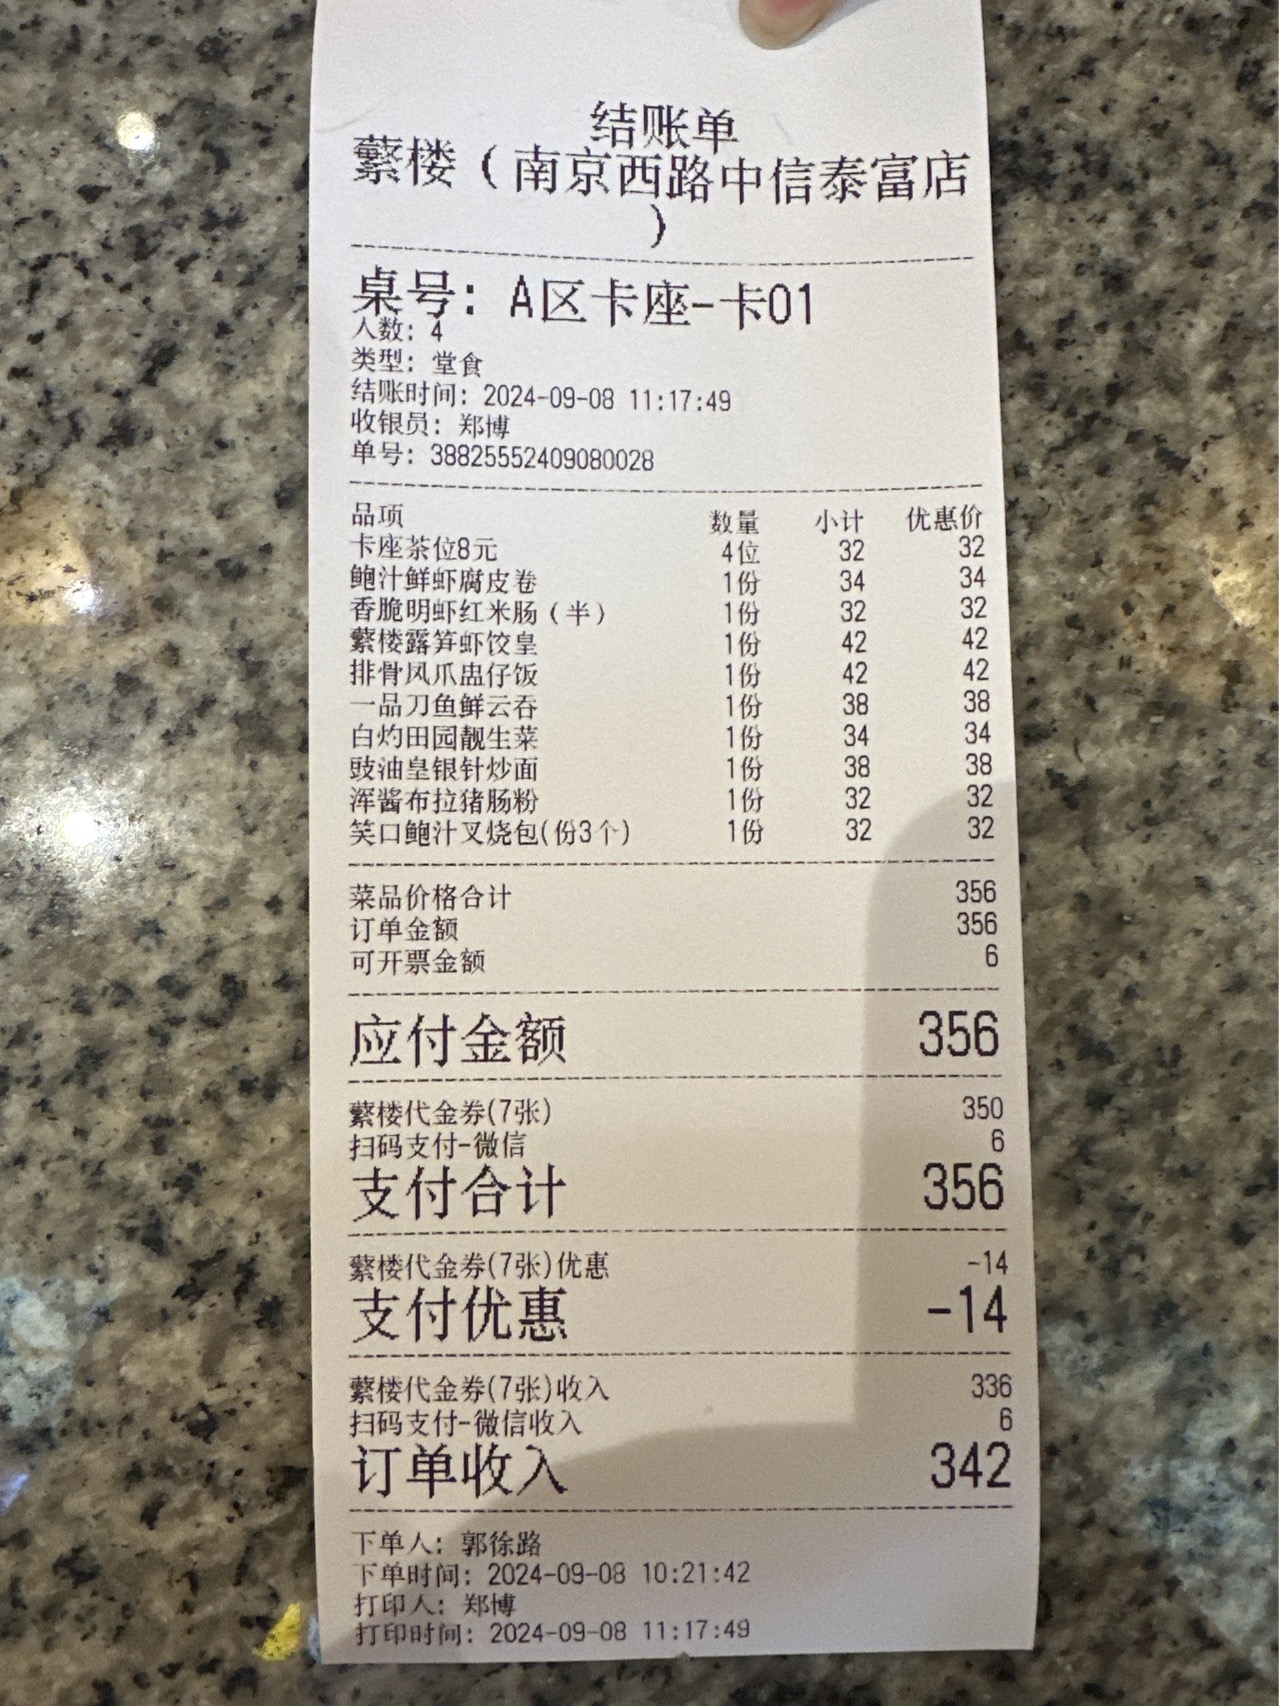 结账单
蘩楼（南京西路中信泰富店
）
桌号: A区卡座-卡01
人数: 4
类型: 堂食
结账时间: 2024-09-08 11:17:49
收银员: 郑博
单号: 38825552409080028
品项 数量 小计 优惠价
卡座茶位8元 4位 32 32
鲍汁鲜虾腐皮卷 1份 34 34
香脆明虾红米肠（半） 1份 32 32
蘩楼露笋虾饺皇 1份 42 42
排骨凤爪盅仔饭 1份 42 42
一品刀鱼鲜云吞 1份 38 38
白灼田园靓生菜 1份 34 34
豉油皇银针炒面 1份 38 38
浑酱布拉猪肠粉 1份 32 32
笑口鲍汁叉烧包(份3个) 1份 32 32
菜品价格合计 356
订单金额 356
可开票金额 6
应付金额 356
蘩楼代金券(7张) 350
扫码支付-微信 6
支付合计 356
蘩楼代金券(7张)优惠 -14
支付优惠 -14
蘩楼代金券(7张)收入 336
扫码支付-微信收入 6
订单收入 342
下单人: 郭徐路
下单时间: 2024-09-08 10:21:42
打印人: 郑博
打印时间: 2024-09-08 11:17:49